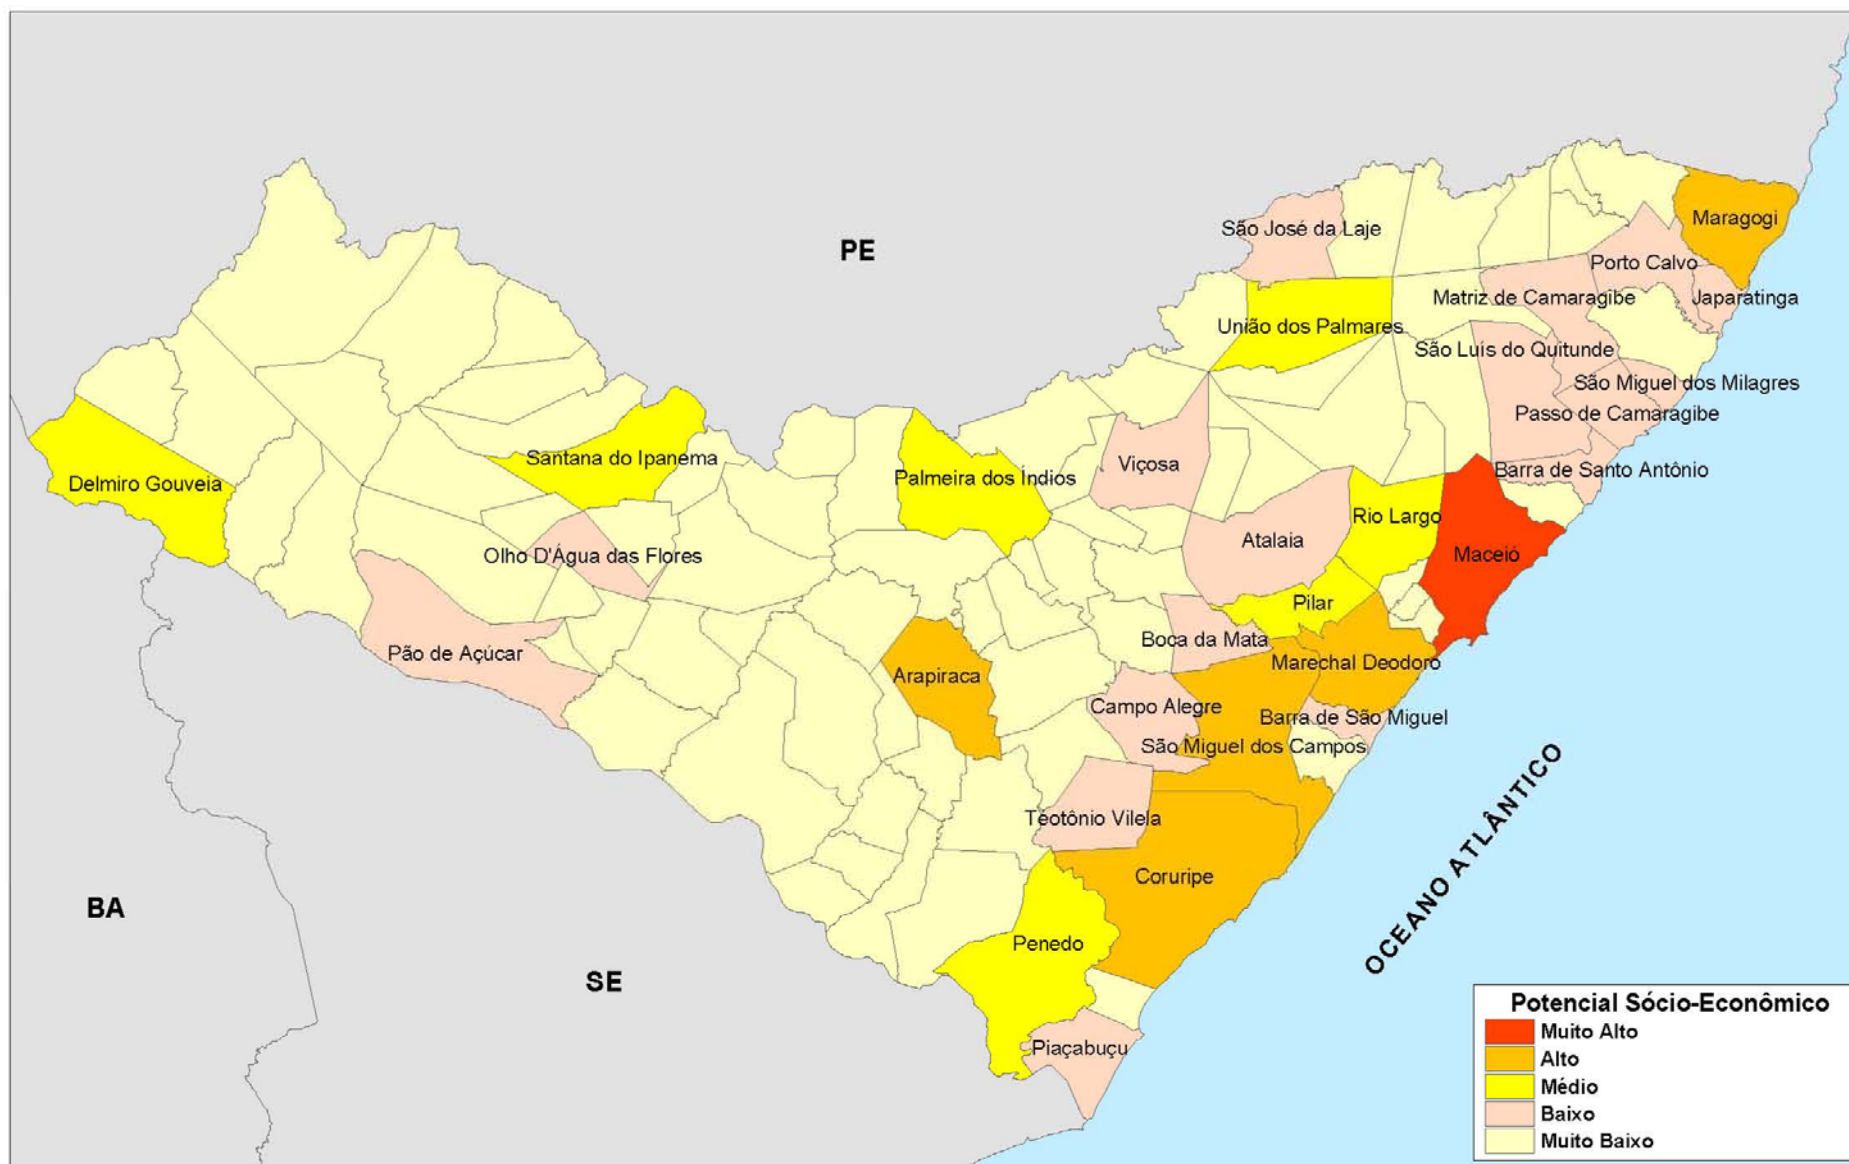 PE
São José da Laje
Maragogi
Porto Calvo
Matriz de Camaragibe
Japaratinga
União dos Palmares
São Luís do Quitunde
São Miguel dos Milagres
Passo de Camaragibe
Santana do Ipanema
Viçosa
Barra de Santo Antônio
Delmiro Gouveia
Palmeira dos Índios
Rio Largo
Atalaia
Maceió
Olho D'Água das Flores
Pilar
Boca da Mata
Pão de Açúcar
Marechal Deodoro
Arapiraca
Campo Alegre
Barra de São Miguel
São Miguel dos Campos
Teotônio Vilela
Coruripe
OCEANO ATLÂNTICO
BA
Penedo
SE
Piaçabuçu
Potencial Sócio-Econômico
Muito Alto
Alto
Médio
Baixo
Muito Baixo